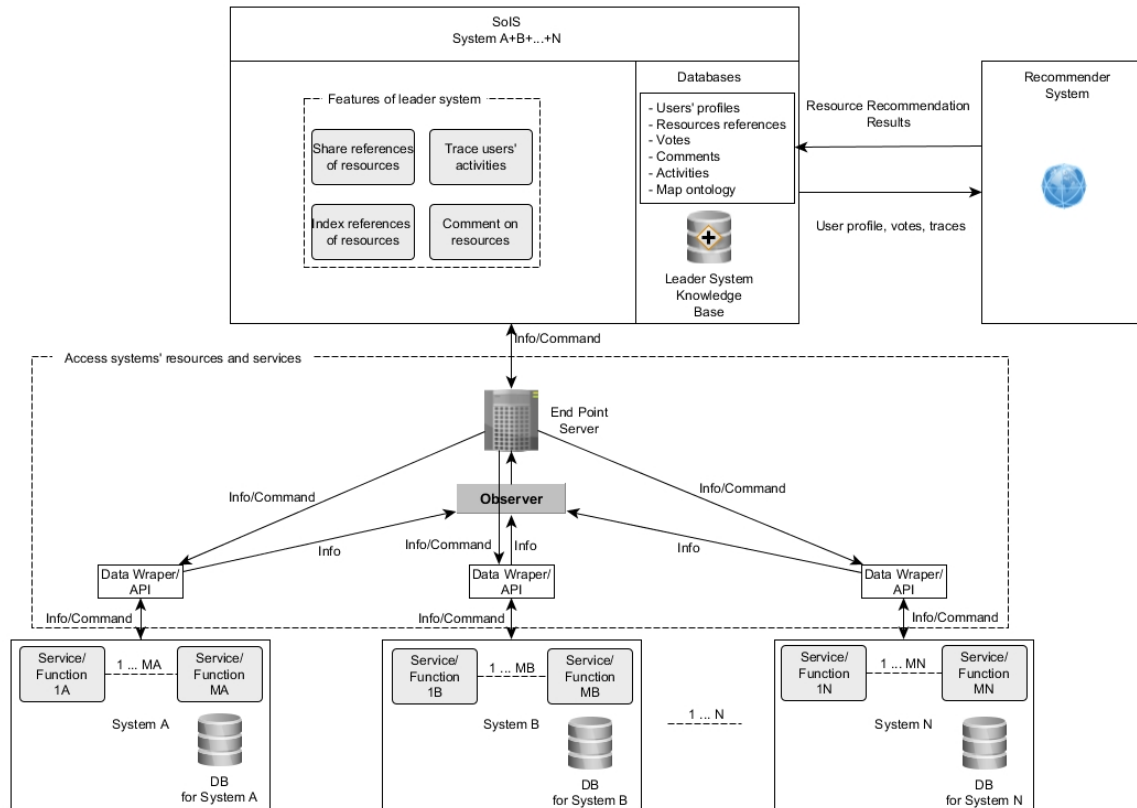 SoIS
System A+B+...+N
Features of leader system
Share references
of resources
Trace users'
activities
Index references
of resources
Comment on
resources
Databases
- Users' profiles
- Resources references
- Votes
- Comments
- Activities
- Map ontology
Leader System
Knowledge
Base
Resource Recommendation
Results
User profile, votes, traces
Recommender
System
Info/Command
Access systems' resources and services
End Point
Server
Info/Command
Info/Command
Observer
Info
Info/Command
Info
Info
Data Wraper/
API
Data Wraper/
API
Data Wraper/
API
Info/Command
Info/Command
Info/Command
Service/
Function
1A
1 ... MA
Service/
Function
MA
System A
DB
for System A
Service/
Function
1B
1 ... MB
Service/
Function
MB
System B
DB
for System B
1 ... N
Service/
Function
1N
1 ... MN
Service/
Function
MN
System N
DB
for System N